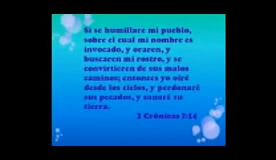 Si se humillare mi pueblo,
sobre el cual mi nombre es
invocado, y oraren, y
buscaren mi rostro, y se
convirtieren de sus malos
caminos; entonces yo oiré
desde los cielos, y perdonaré
sus pecados, y sanaré su
tierra.
2 Crónicas 7:14